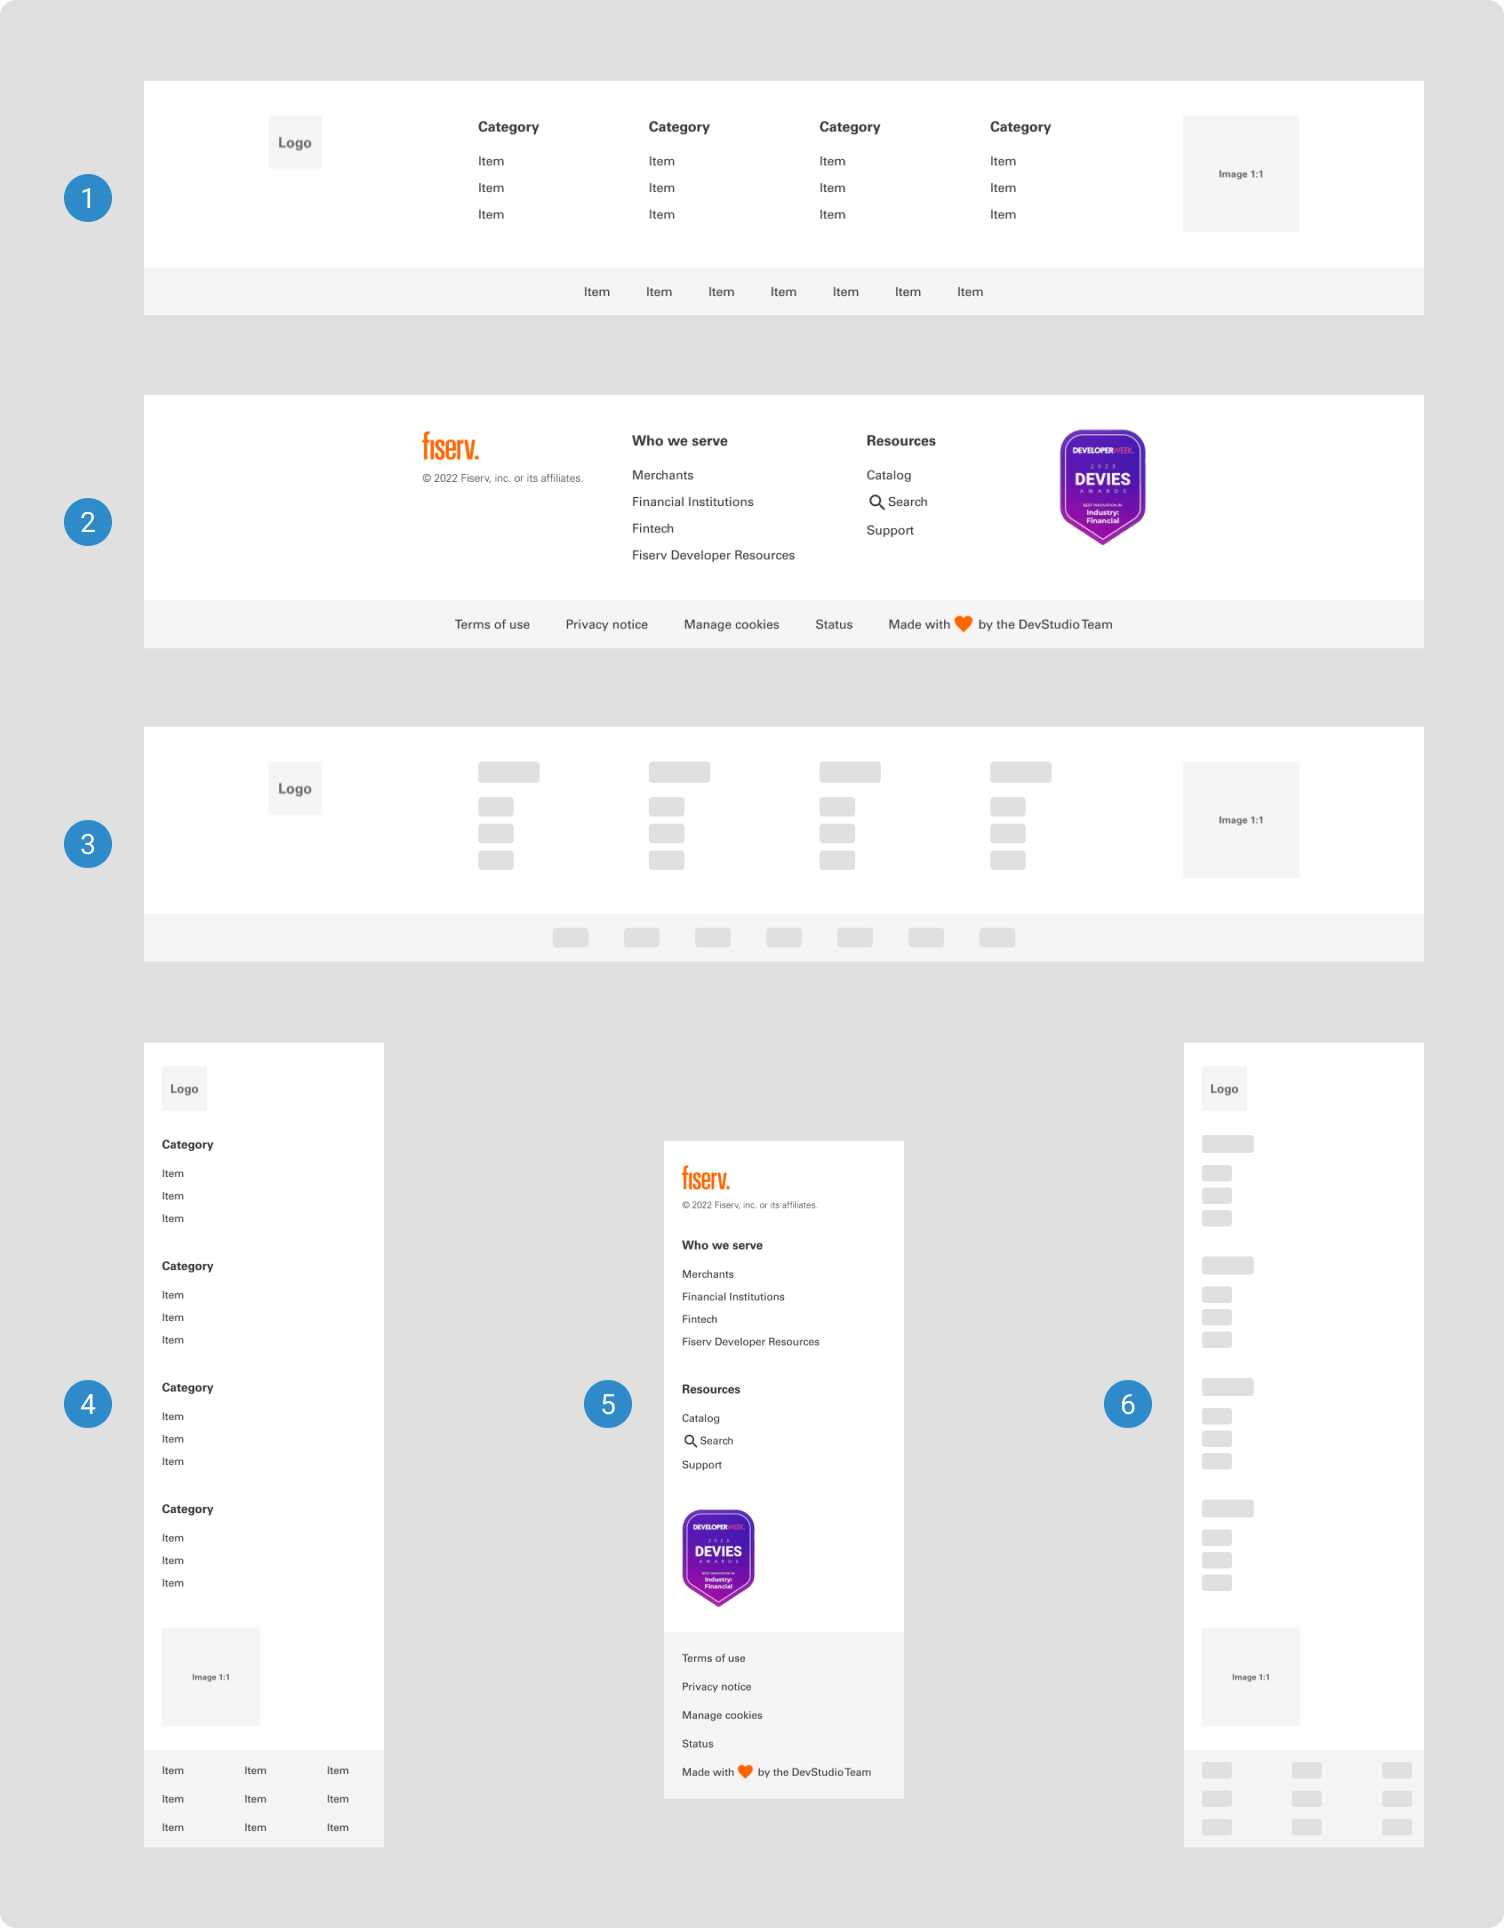 1
Logo
Category Category Category Category
Item Item Item Item
Item Item Item Item
Item Item Item Item
Image 1:1
Item Item Item Item Item Item Item
2
fiserv.
© 2022 Fiserv, inc. or its affiliates.
Who we serve
Merchants
Financial Institutions
Fintech
Fiserv Developer Resources
Resources
Catalog
Search
Support
DEVELOPERWEEK
2023
DEVIES
AWARDS
BEST INNOVATION IN
Industry:
Financial
Terms of use Privacy notice Manage cookies Status Made with by the DevStudio Team
3
Logo
Image 1:1
4
Logo
Category
Item
Item
Item
Category
Item
Item
Item
Category
Item
Item
Item
Category
Item
Item
Item
Image 1:1
Item Item Item
Item Item Item
Item Item Item
5
fiserv.
© 2022 Fiserv, inc. or its affiliates.
Who we serve
Merchants
Financial Institutions
Fintech
Fiserv Developer Resources
Resources
Catalog
Search
Support
DEVELOPERWEEK
2023
DEVIES
AWARDS
BEST INNOVATION IN
Industry:
Financial
Terms of use
Privacy notice
Manage cookies
Status
Made with by the DevStudio Team
6
Logo
Image 1:1